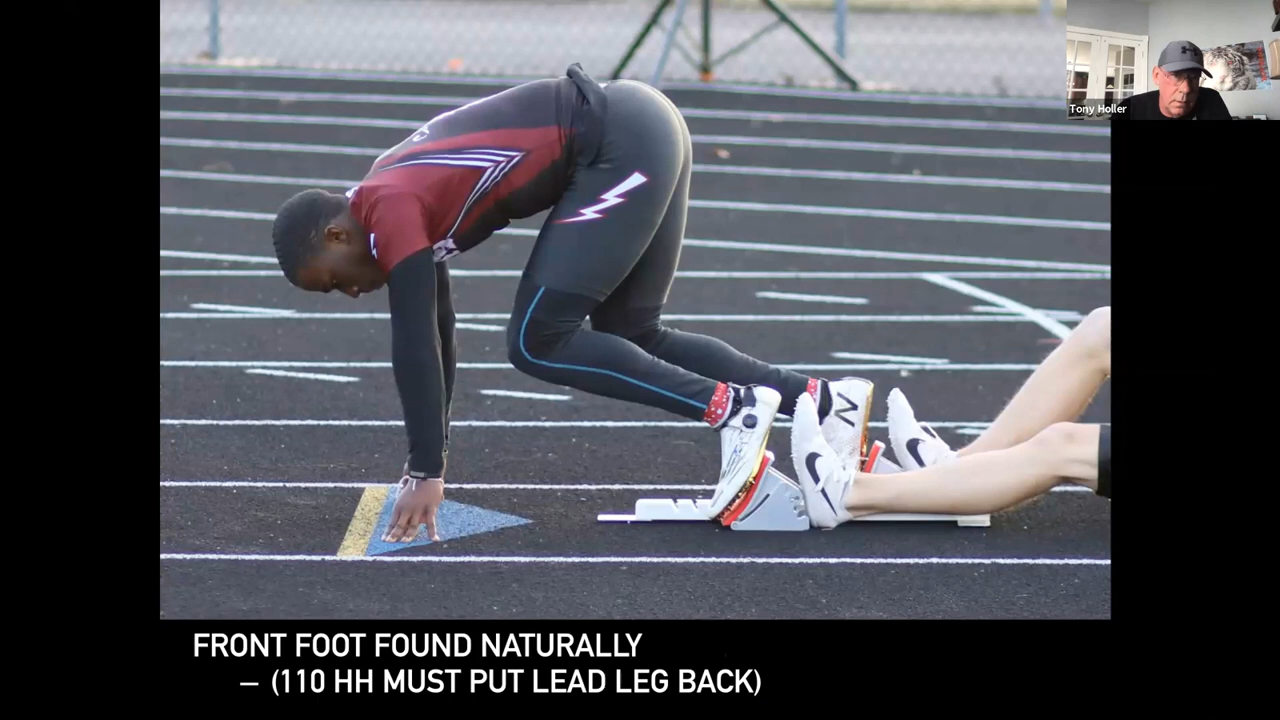 Tony Holler
N
FRONT FOOT FOUND NATURALLY
– (110 HH MUST PUT LEAD LEG BACK)